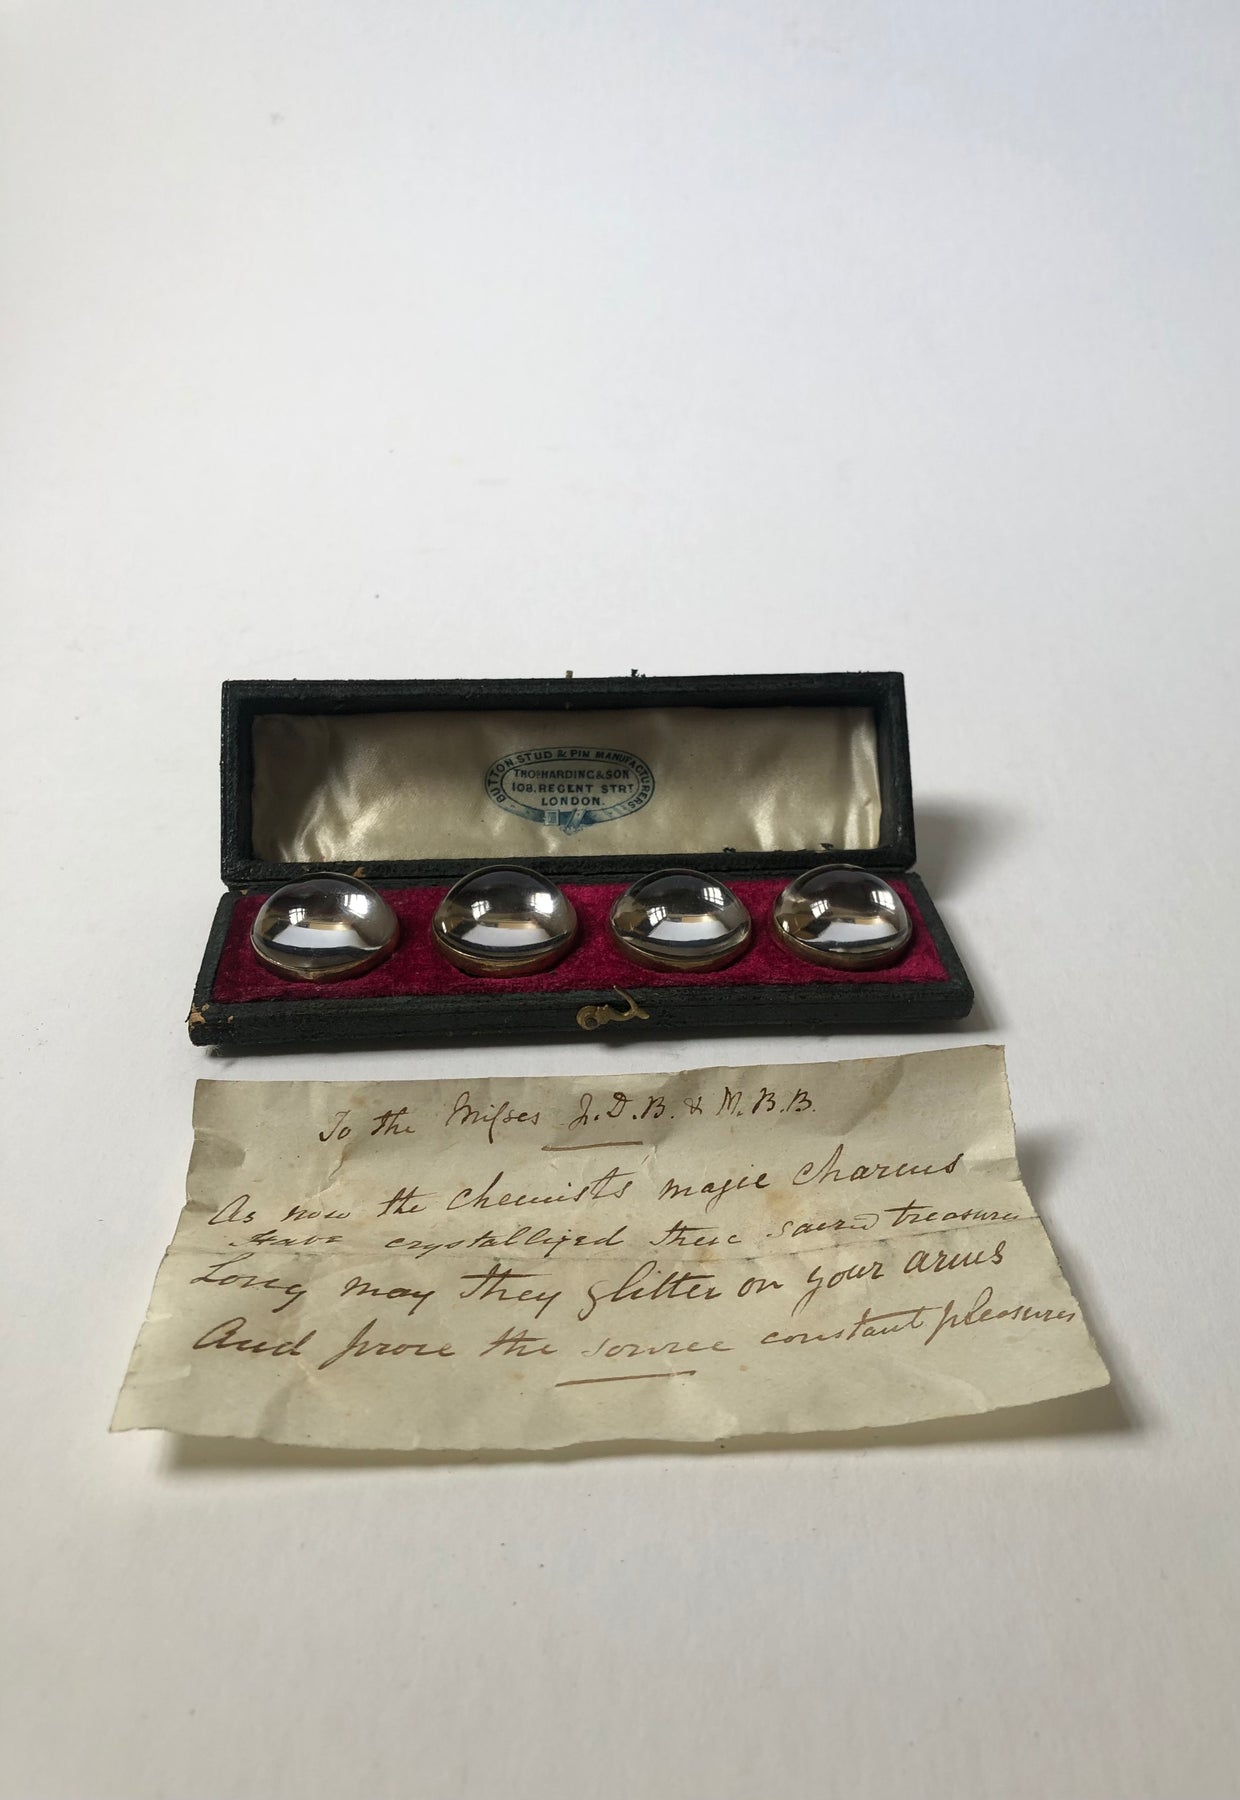 BUTTON STUD & PIN MANUFACTURERS
THOS HARDING & SON
108, REGENT STRT
LONDON.
To the Miſses J. D. B. & M. B. B.
As now the Chemists magic Charms
Have crystallized these sacred treasures
Long may they glitter on your arms
And prove the source constant pleasures